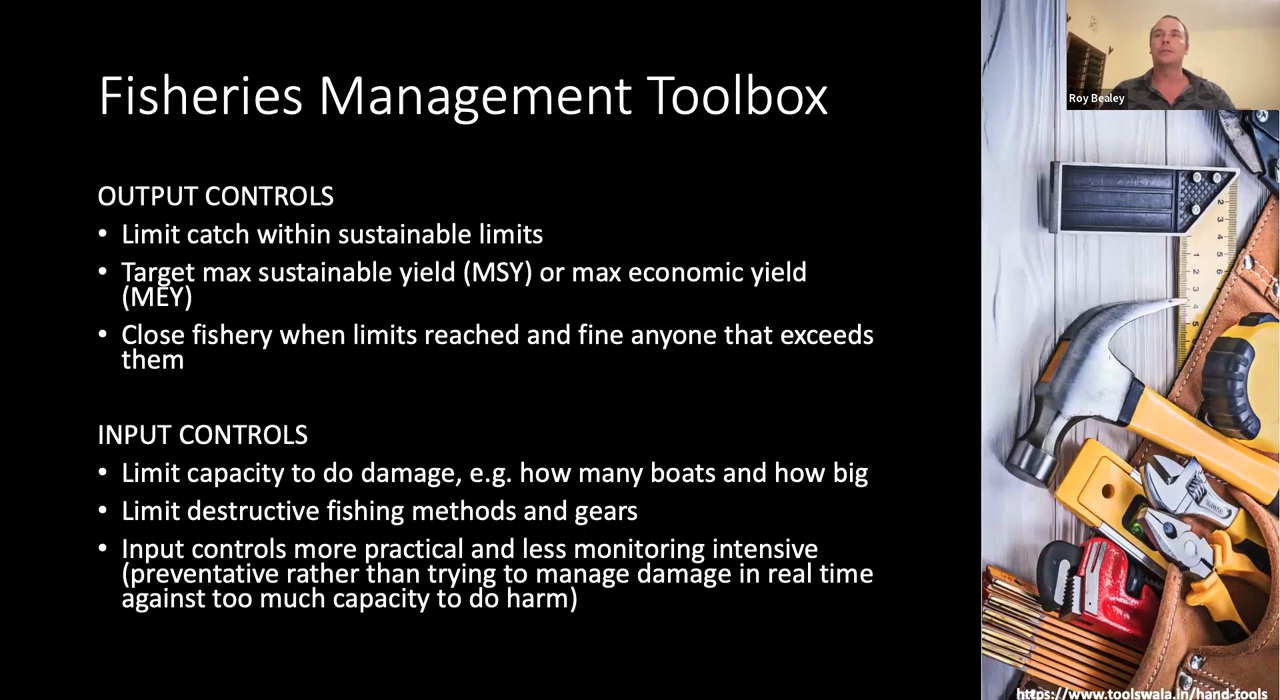 Fisheries Management Toolbox
OUTPUT CONTROLS
• Limit catch within sustainable limits
• Target max sustainable yield (MSY) or max economic yield
(MEY)
• Close fishery when limits reached and fine anyone that exceeds
them
INPUT CONTROLS
• Limit capacity to do damage, e.g. how many boats and how big
• Limit destructive fishing methods and gears
• Input controls more practical and less monitoring intensive
(preventative rather than trying to manage damage in real time
against too much capacity to do harm)
Roy Bealey
https://www.toolswala.in/hand-tools